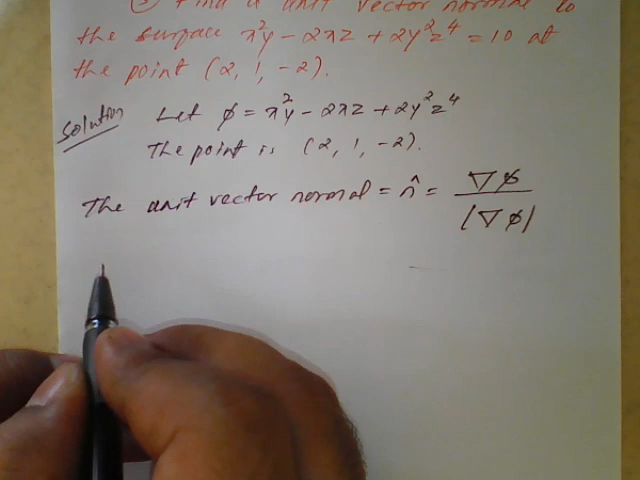 ③ Find a unit vector normal to
the surface x²y - 2xz + 2y²z⁴ = 10 at
the point (2, 1, -2).
Solution Let φ = x²y - 2xz + 2y²z⁴
The point is (2, 1, -2).
The unit vector normal = n̂ = ∇φ / |∇φ|